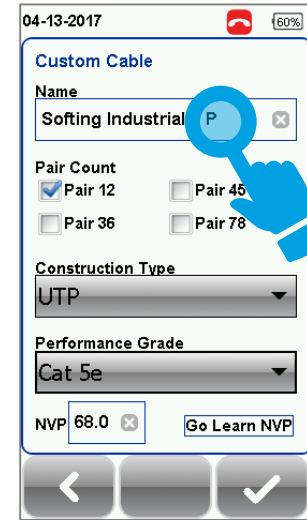 04-13-2017 60%
Custom Cable
Name
Softing Industrial P
Pair Count
Pair 12 Pair 45
Pair 36 Pair 78
Construction Type
UTP
Performance Grade
Cat 5e
NVP 68.0 Go Learn NVP